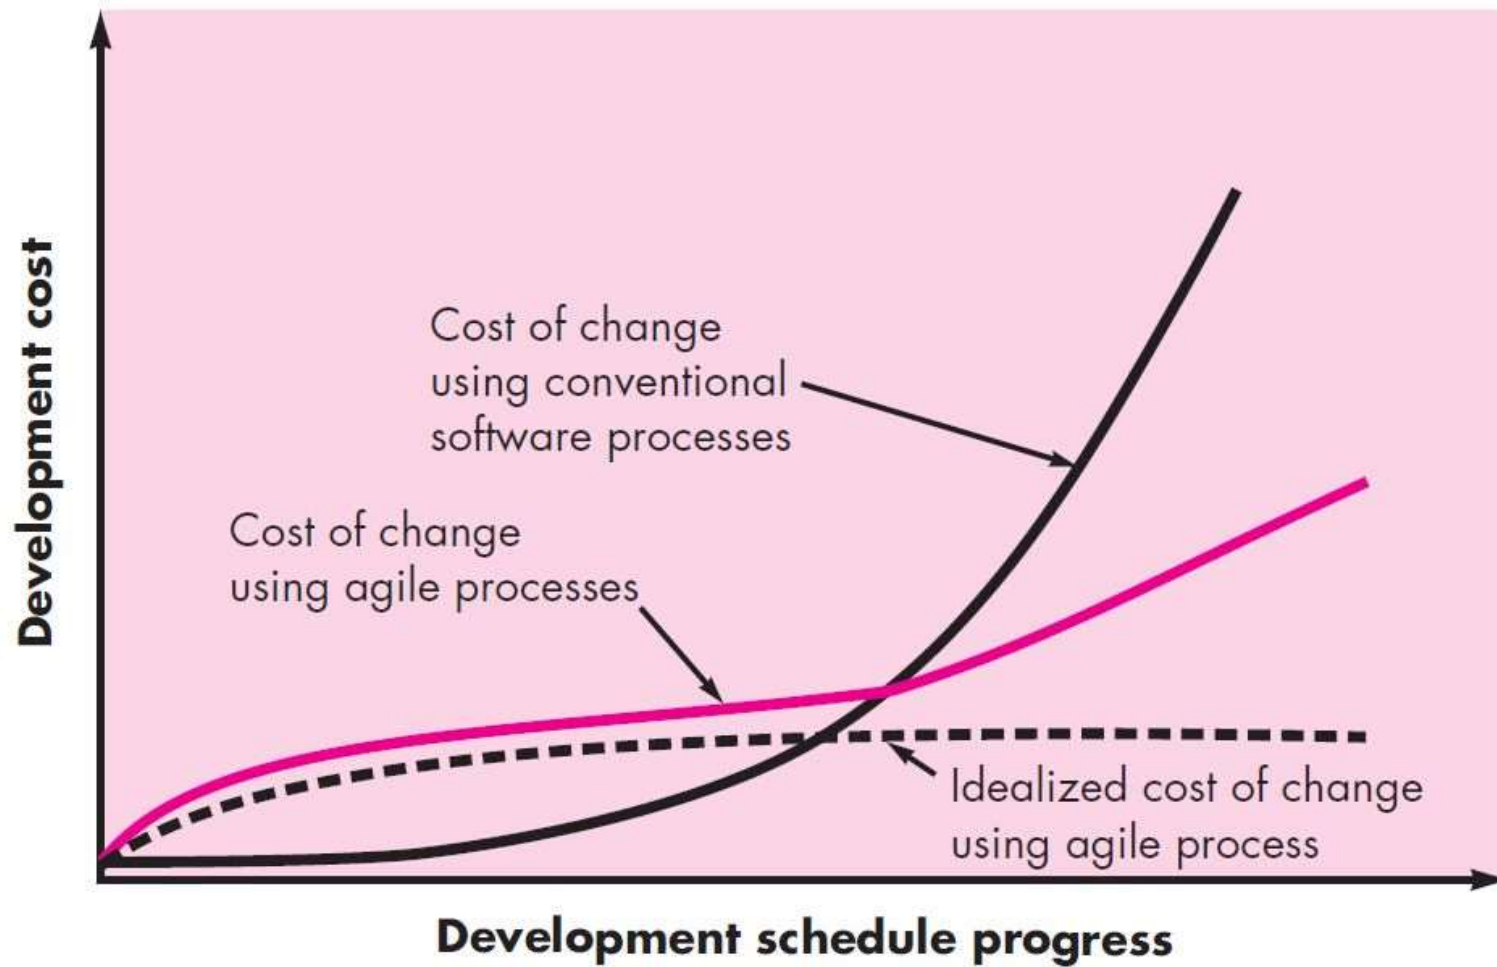 Development cost
Cost of change
using conventional
software processes
Cost of change
using agile processes
Idealized cost of change
using agile process
Development schedule progress